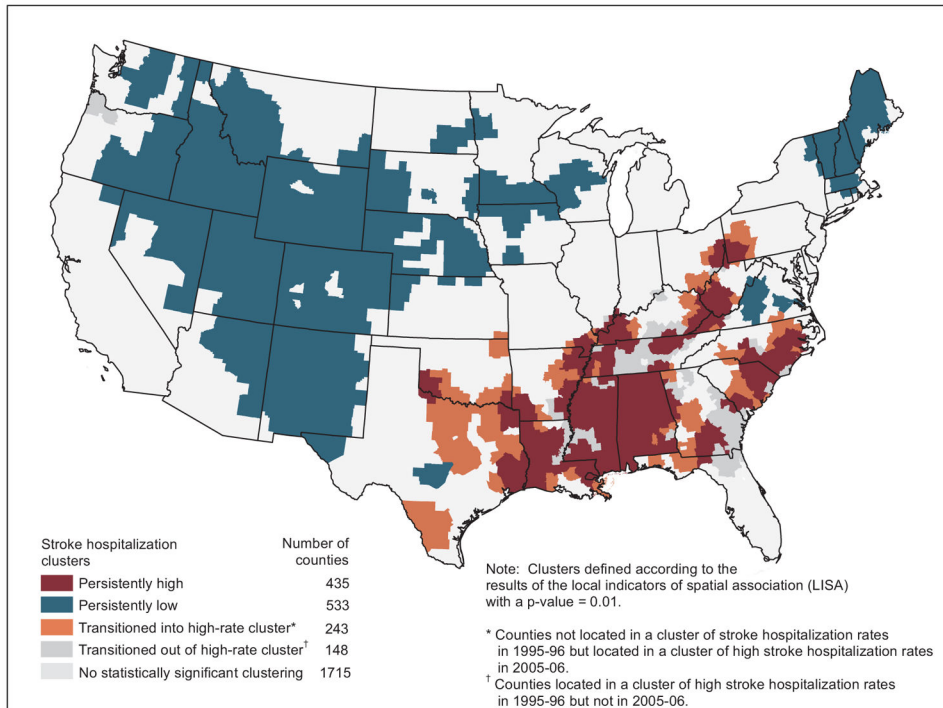 Stroke hospitalization clusters
Number of counties
Persistently high 435
Persistently low 533
Transitioned into high-rate cluster* 243
Transitioned out of high-rate cluster† 148
No statistically significant clustering 1715
Note: Clusters defined according to the
results of the local indicators of spatial association (LISA)
with a p-value = 0.01.
* Counties not located in a cluster of stroke hospitalization rates
in 1995-96 but located in a cluster of high stroke hospitalization rates
in 2005-06.
† Counties located in a cluster of high stroke hospitalization rates
in 1995-96 but not in 2005-06.